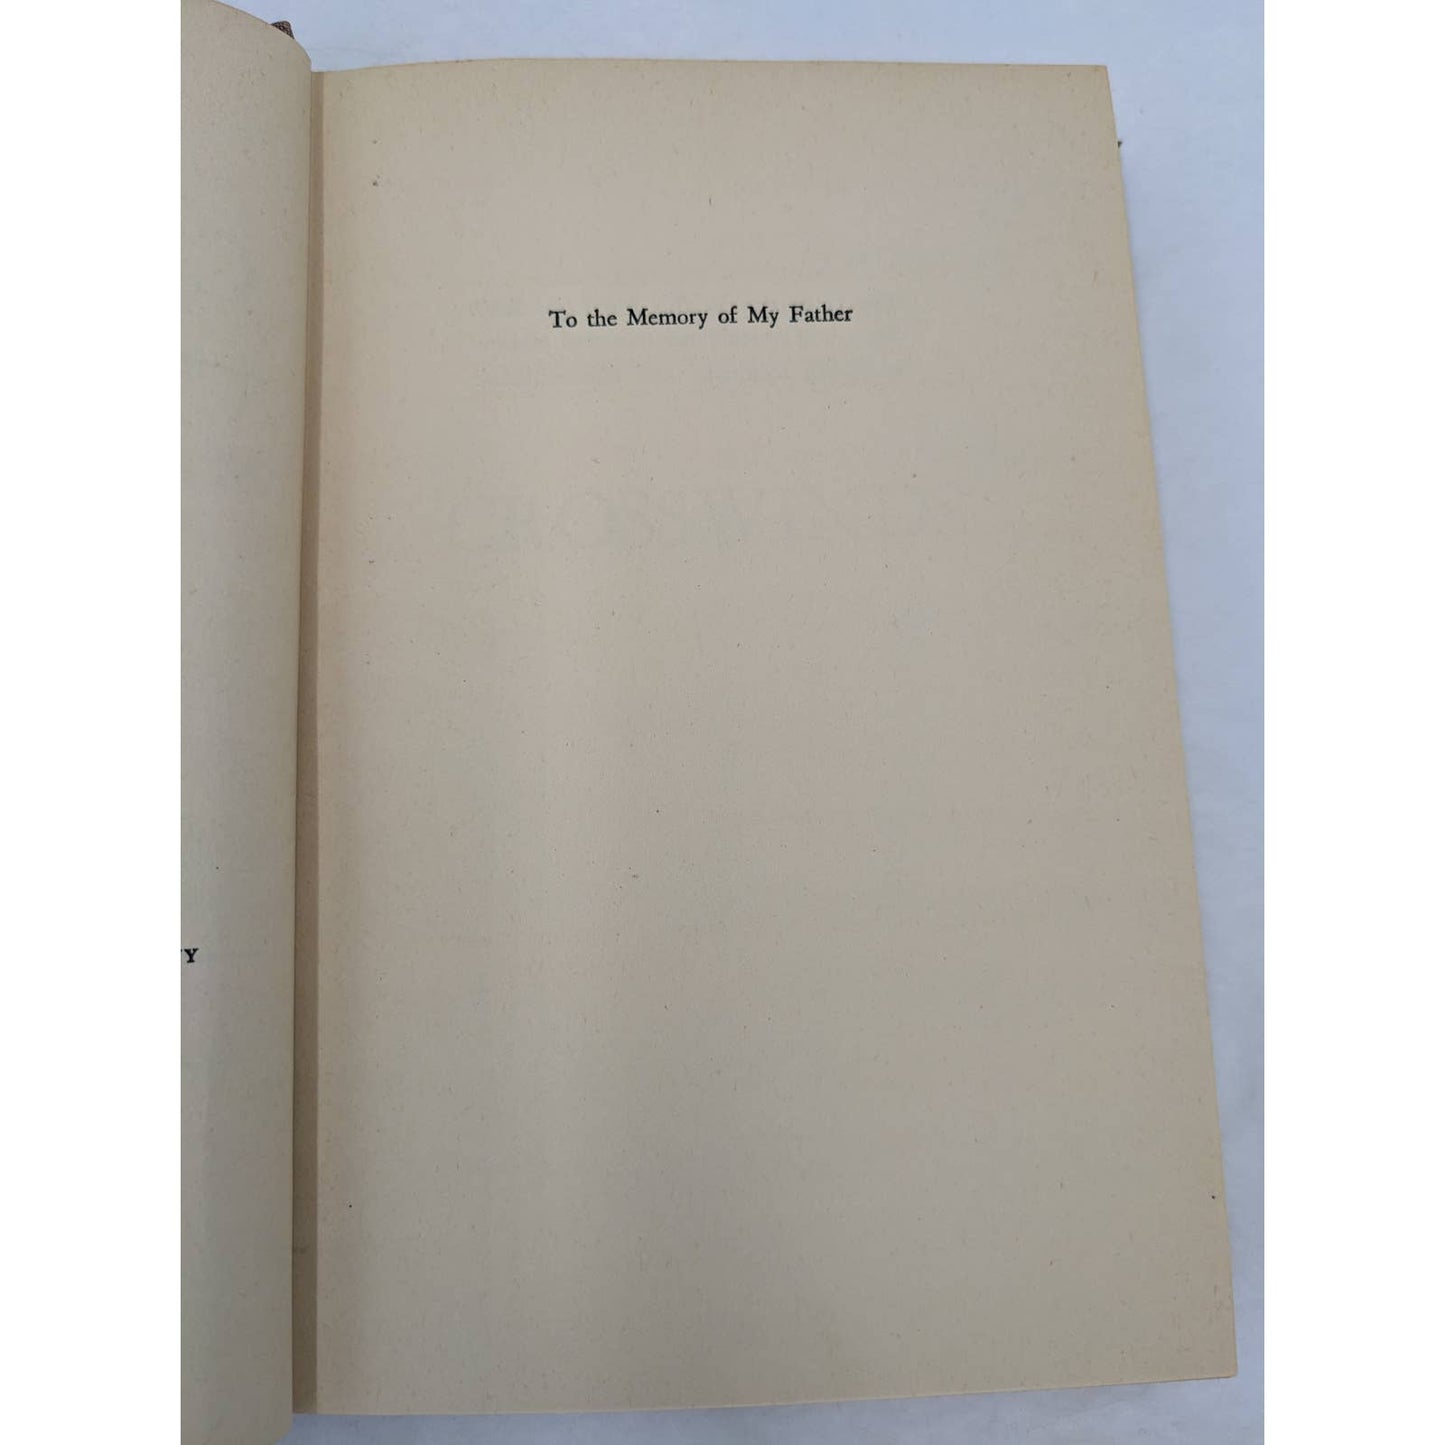 To the Memory of My Father
Y